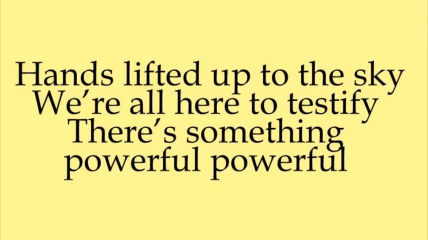 Hands lifted up to the sky
We’re all here to testify
There’s something
powerful powerful